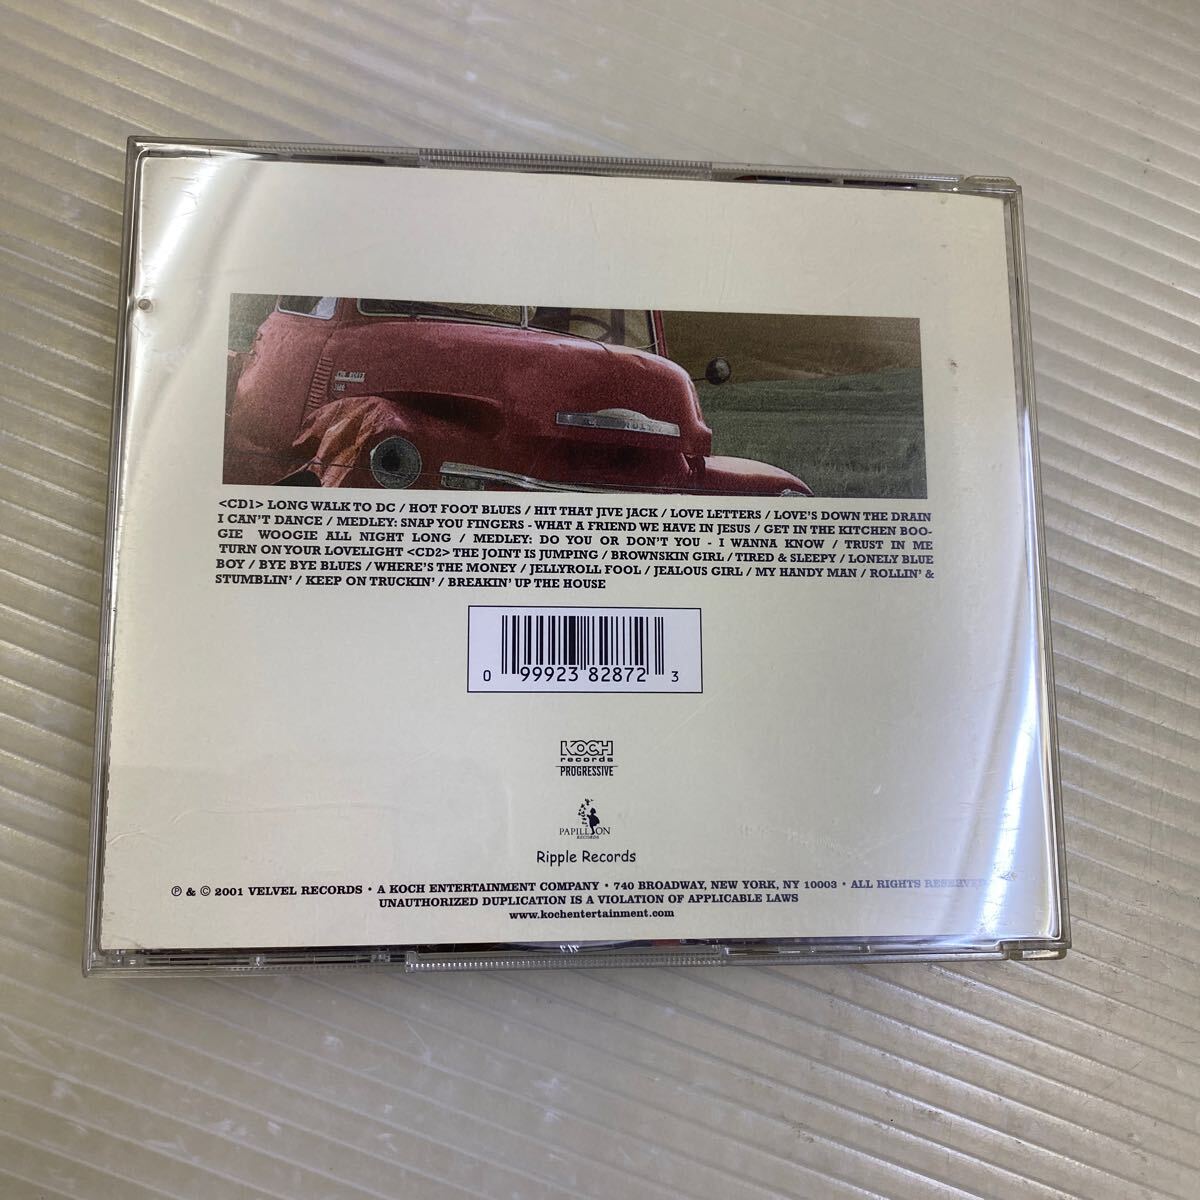 <CD1> LONG WALK TO DC / HOT FOOT BLUES / HIT THAT JIVE JACK / LOVE LETTERS / LOVE'S DOWN THE DRAIN
I CAN'T DANCE / MEDLEY: SNAP YOU FINGERS - WHAT A FRIEND WE HAVE IN JESUS / GET IN THE KITCHEN BOO-
GIE WOOGIE ALL NIGHT LONG / MEDLEY: DO YOU OR DON'T YOU - I WANNA KNOW / TRUST IN ME
TURN ON YOUR LOVELIGHT <CD2> THE JOINT IS JUMPING / BROWNSKIN GIRL / TIRED & SLEEPY / LONELY BLUE
BOY / BYE BYE BLUES / WHERE'S THE MONEY / JELLYROLL FOOL / JEALOUS GIRL / MY HANDY MAN / ROLLIN' &
STUMBLIN' / KEEP ON TRUCKIN' / BREAKIN' UP THE HOUSE
0 99923 82872 3
KOCH
records
PROGRESSIVE
PAPILLON
RECORDS
Ripple Records
℗ & © 2001 VELVEL RECORDS • A KOCH ENTERTAINMENT COMPANY • 740 BROADWAY, NEW YORK, NY 10003 • ALL RIGHTS RESERVED
UNAUTHORIZED DUPLICATION IS A VIOLATION OF APPLICABLE LAWS
www.kochentertainment.com